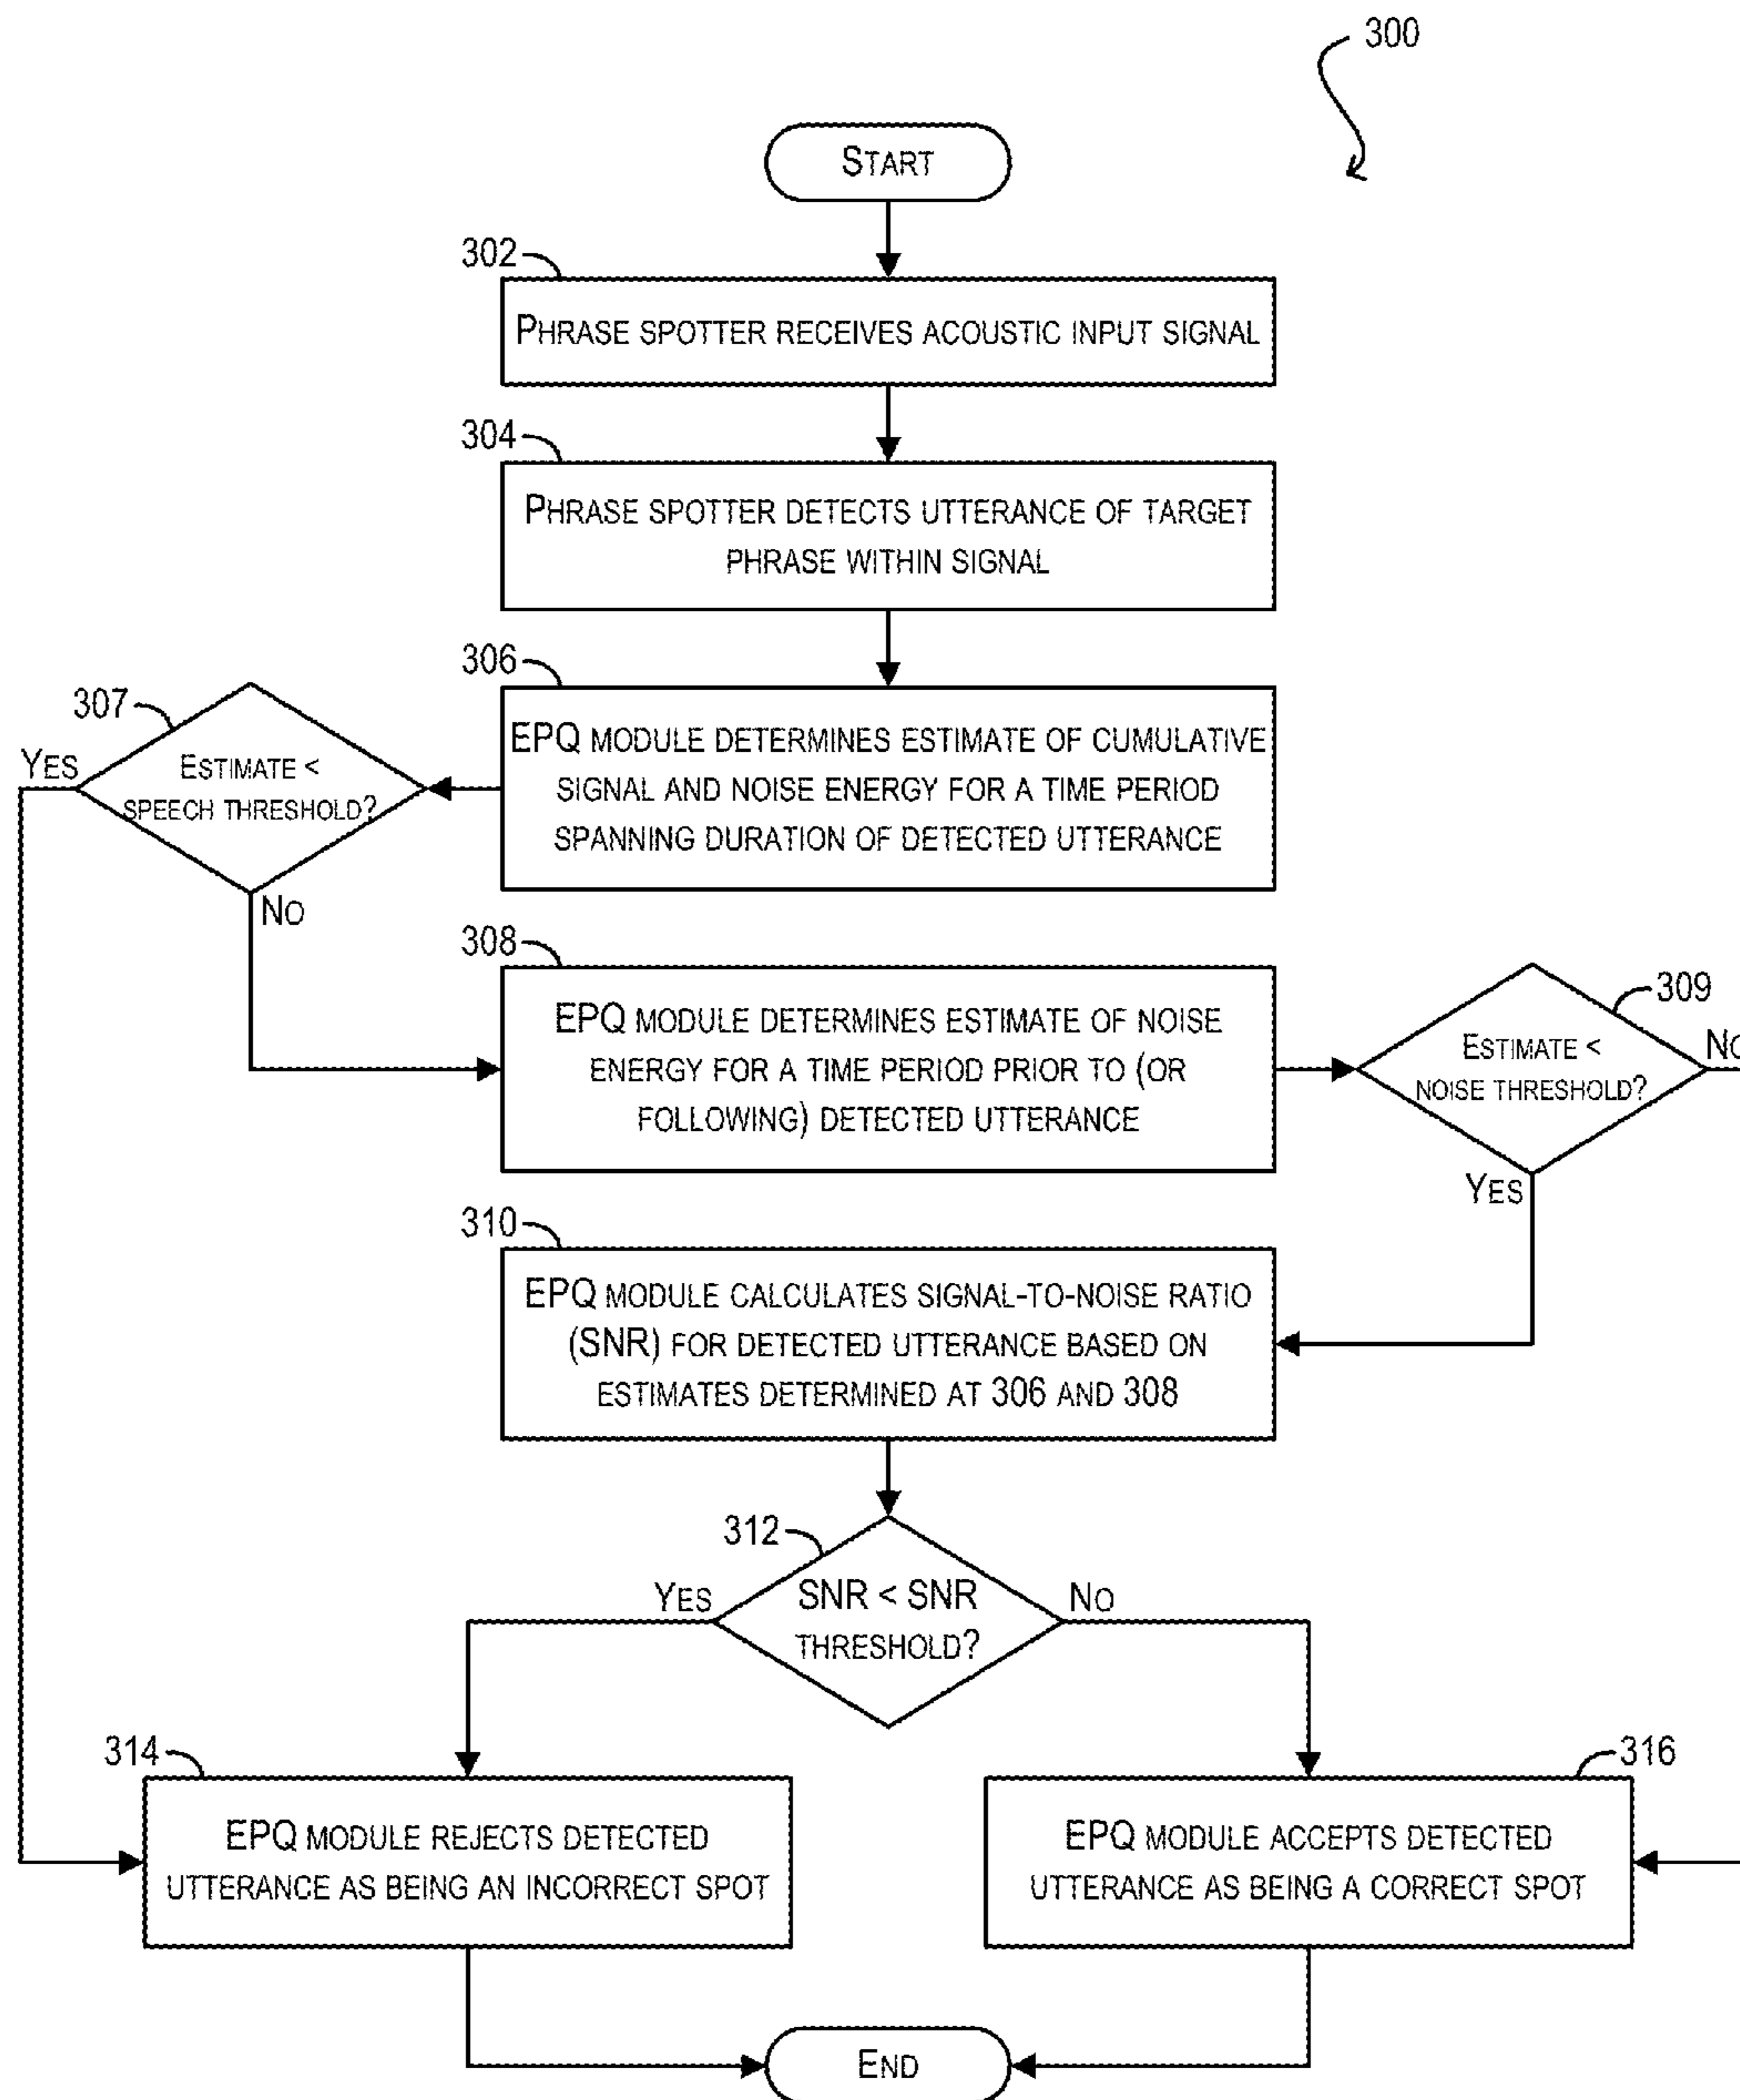 300
START
302
PHRASE SPOTTER RECEIVES ACOUSTIC INPUT SIGNAL
304
PHRASE SPOTTER DETECTS UTTERANCE OF TARGET
PHRASE WITHIN SIGNAL
306
EPQ MODULE DETERMINES ESTIMATE OF CUMULATIVE
SIGNAL AND NOISE ENERGY FOR A TIME PERIOD
SPANNING DURATION OF DETECTED UTTERANCE
307
ESTIMATE <
SPEECH THRESHOLD?
YES
NO
308
EPQ MODULE DETERMINES ESTIMATE OF NOISE
ENERGY FOR A TIME PERIOD PRIOR TO (OR
FOLLOWING) DETECTED UTTERANCE
309
ESTIMATE <
NOISE THRESHOLD?
NO
YES
310
EPQ MODULE CALCULATES SIGNAL-TO-NOISE RATIO
(SNR) FOR DETECTED UTTERANCE BASED ON
ESTIMATES DETERMINED AT 306 AND 308
312
SNR < SNR
THRESHOLD?
YES
NO
314
EPQ MODULE REJECTS DETECTED
UTTERANCE AS BEING AN INCORRECT SPOT
316
EPQ MODULE ACCEPTS DETECTED
UTTERANCE AS BEING A CORRECT SPOT
END